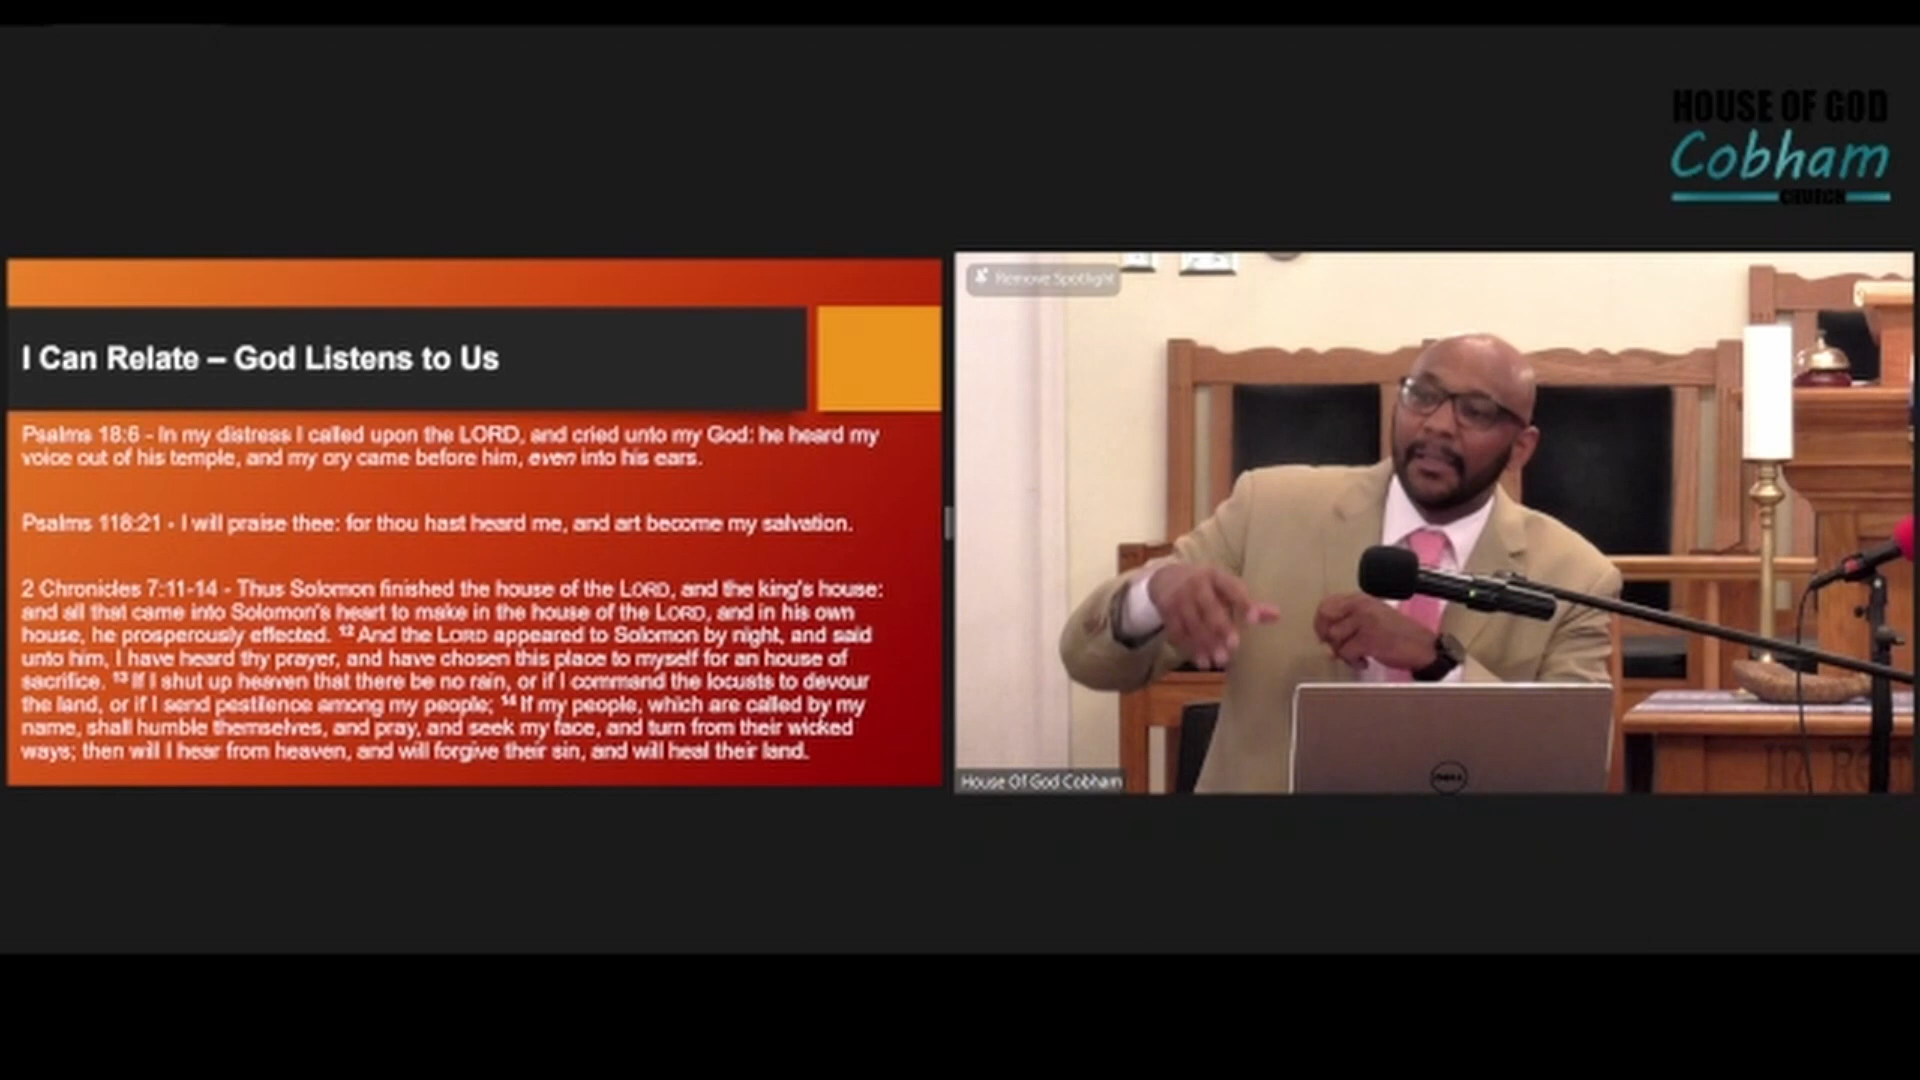 HOUSE OF GOD
Cobham
CHURCH
I Can Relate – God Listens to Us
Psalms 18:6 - In my distress I called upon the LORD, and cried unto my God: he heard my
voice out of his temple, and my cry came before him, even into his ears.
Psalms 118:21 - I will praise thee: for thou hast heard me, and art become my salvation.
2 Chronicles 7:11-14 - Thus Solomon finished the house of the LORD, and the king's house:
and all that came into Solomon's heart to make in the house of the LORD, and in his own
house, he prosperously effected. 12 And the LORD appeared to Solomon by night, and said
unto him, I have heard thy prayer, and have chosen this place to myself for an house of
sacrifice. 13 If I shut up heaven that there be no rain, or if I command the locusts to devour
the land, or if I send pestilence among my people; 14 If my people, which are called by my
name, shall humble themselves, and pray, and seek my face, and turn from their wicked
ways; then will I hear from heaven, and will forgive their sin, and will heal their land.
Remove Spotlight
House Of God Cobham
DELL
IN RE